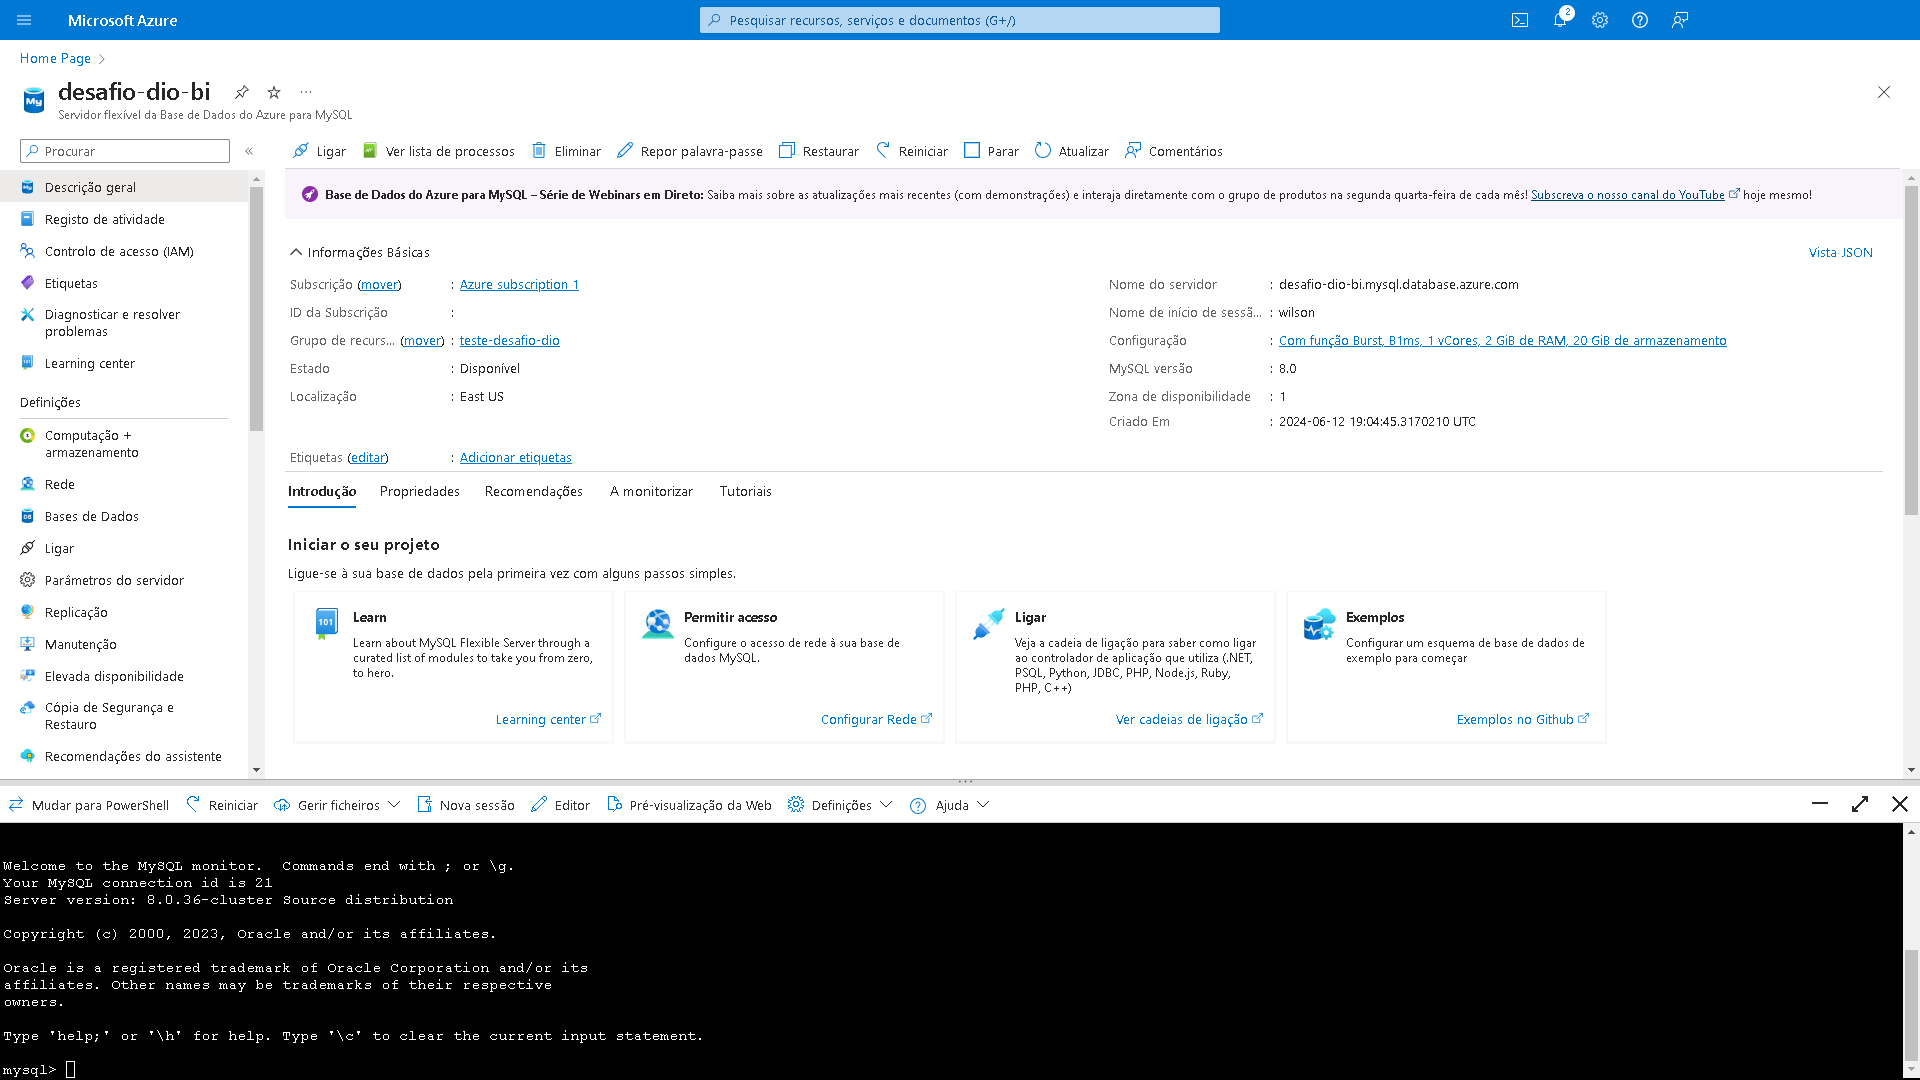 Microsoft Azure
Pesquisar recursos, serviços e documentos (G+/)
2
Home Page
desafio-dio-bi
Servidor flexível da Base de Dados do Azure para MySQL
Procurar
Descrição geral
Registo de atividade
Controlo de acesso (IAM)
Etiquetas
Diagnosticar e resolver
problemas
Learning center
Definições
Computação +
armazenamento
Rede
Bases de Dados
Ligar
Parâmetros do servidor
Replicação
Manutenção
Elevada disponibilidade
Cópia de Segurança e
Restauro
Recomendações do assistente
Ligar Ver lista de processos Eliminar Repor palavra-passe Restaurar Reiniciar Parar Atualizar Comentários
Base de Dados do Azure para MySQL – Série de Webinars em Direto: Saiba mais sobre as atualizações mais recentes (com demonstrações) e interaja diretamente com o grupo de produtos na segunda quarta-feira de cada mês! Subscreva o nosso canal do YouTube hoje mesmo!
Informações Básicas
Vista JSON
Subscrição (mover) : Azure subscription 1
ID da Subscrição :
Grupo de recurs... (mover) : teste-desafio-dio
Estado : Disponível
Localização : East US
Nome do servidor : desafio-dio-bi.mysql.database.azure.com
Nome de início de sessã... : wilson
Configuração : Com função Burst, B1ms, 1 vCores, 2 GiB de RAM, 20 GiB de armazenamento
MySQL versão : 8.0
Zona de disponibilidade : 1
Criado Em : 2024-06-12 19:04:45.3170210 UTC
Etiquetas (editar) : Adicionar etiquetas
Introdução Propriedades Recomendações A monitorizar Tutoriais
Iniciar o seu projeto
Ligue-se à sua base de dados pela primeira vez com alguns passos simples.
Learn
Learn about MySQL Flexible Server through a
curated list of modules to take you from zero,
to hero.
Learning center
Permitir acesso
Configure o acesso de rede à sua base de
dados MySQL.
Configurar Rede
Ligar
Veja a cadeia de ligação para saber como ligar
ao controlador de aplicação que utiliza (.NET,
PSQL, Python, JDBC, PHP, Node.js, Ruby,
PHP, C++)
Ver cadeias de ligação
Exemplos
Configurar um esquema de base de dados de
exemplo para começar
Exemplos no Github
Mudar para PowerShell Reiniciar Gerir ficheiros Nova sessão Editor Pré-visualização da Web Definições Ajuda
Welcome to the MySQL monitor.  Commands end with ; or \g.
Your MySQL connection id is 21
Server version: 8.0.36-cluster Source distribution
Copyright (c) 2000, 2023, Oracle and/or its affiliates.
Oracle is a registered trademark of Oracle Corporation and/or its
affiliates. Other names may be trademarks of their respective
owners.
Type 'help;' or '\h' for help. Type '\c' to clear the current input statement.
mysql>